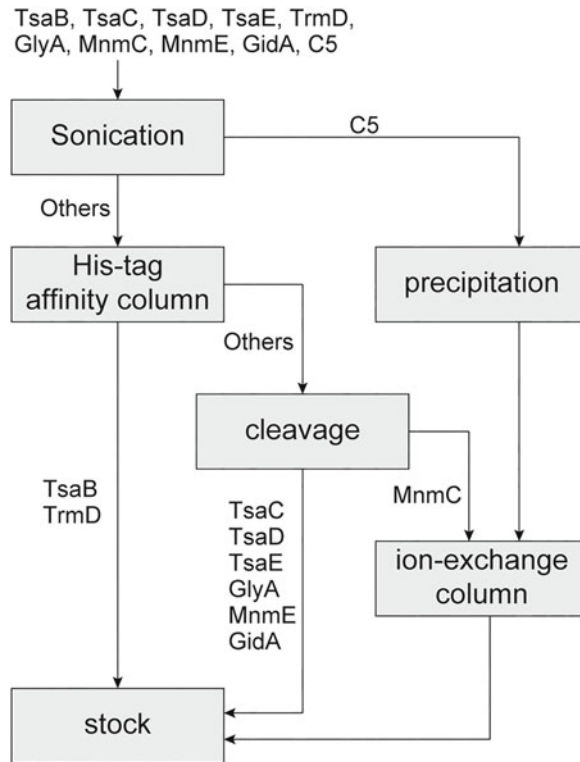 TsaB, TsaC, TsaD, TsaE, TrmD,
GlyA, MnmC, MnmE, GidA, C5
Sonication
C5
Others
His-tag
affinity column
precipitation
Others
cleavage
TsaB
TrmD
TsaC
TsaD
TsaE
GlyA
MnmE
GidA
MnmC
ion-exchange
column
stock